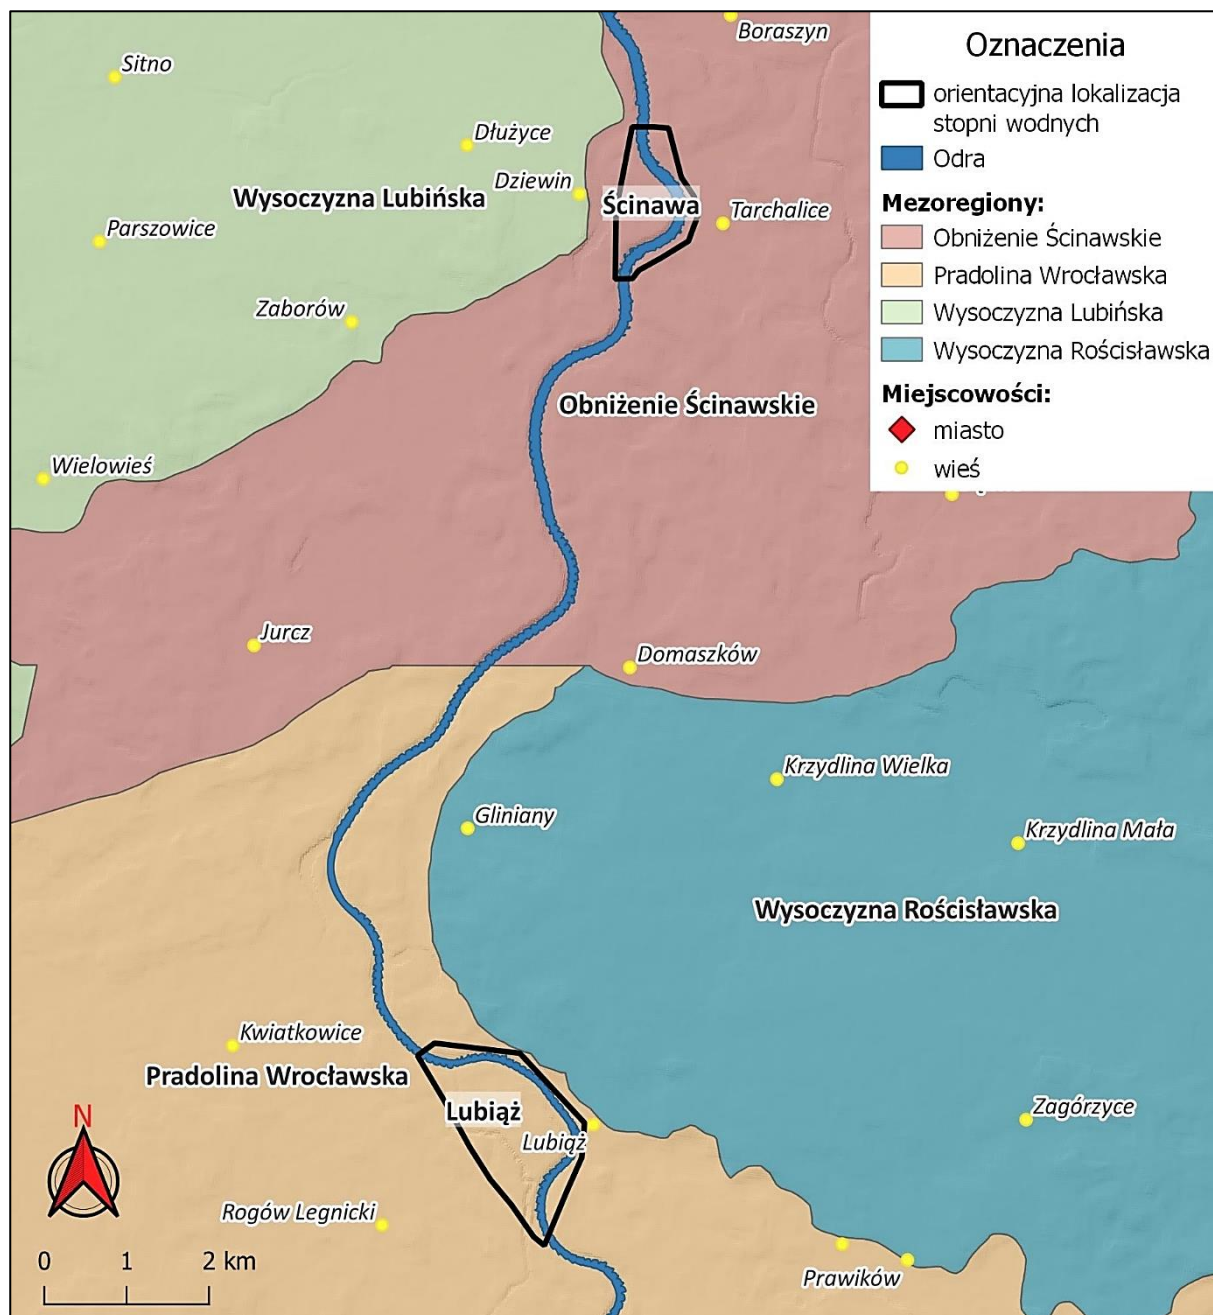 Sitno
Boraszyn
Dłużyce
Dziewin
Wysoczyzna Lubińska
Ścinawa
Tarchalice
Parszowice
Zaborów
Obniżenie Ścinawskie
Wielowieś
Jurcz
Domaszków
Krzydlina Wielka
Gliniany
Krzydlina Mała
Wysoczyzna Rościsławska
Kwiatkowice
Pradolina Wrocławska
Lubiąż
Lubiąż
Zagórzyce
Rogów Legnicki
Prawików
N
0 1 2 km
Oznaczenia
orientacyjna lokalizacja
stopni wodnych
Odra
Mezoregiony:
Obniżenie Ścinawskie
Pradolina Wrocławska
Wysoczyzna Lubińska
Wysoczyzna Rościsławska
Miejscowości:
miasto
wieś